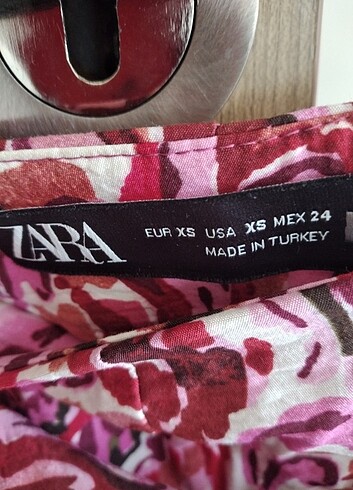 ZARA
EUR XS USA XS MEX 24
MADE IN TURKEY